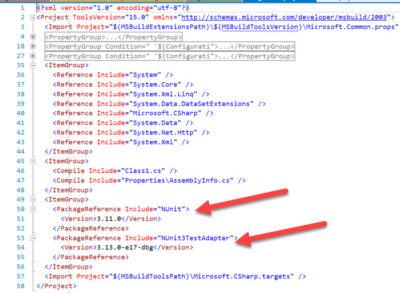 1 <?xml version="1.0" encoding="utf-8"?>
2 <Project ToolsVersion="15.0" xmlns="http://schemas.microsoft.com/developer/msbuild/2003">
3 <Import Project="$(MSBuildExtensionsPath)\$(MSBuildToolsVersion)\Microsoft.Common.props"
4 <PropertyGroup>...</PropertyGroup>
18 <PropertyGroup Condition=" '$(Configurati">...</PropertyGroup>
27 <PropertyGroup Condition=" '$(Configurati">...</PropertyGroup>
35 <ItemGroup>
36 <Reference Include="System" />
37 <Reference Include="System.Core" />
38 <Reference Include="System.Xml.Linq" />
39 <Reference Include="System.Data.DataSetExtensions" />
40 <Reference Include="Microsoft.CSharp" />
41 <Reference Include="System.Data" />
42 <Reference Include="System.Net.Http" />
43 <Reference Include="System.Xml" />
44 </ItemGroup>
45 <ItemGroup>
46 <Compile Include="Class1.cs" />
47 <Compile Include="Properties\AssemblyInfo.cs" />
48 </ItemGroup>
49 <ItemGroup>
50 <PackageReference Include="NUnit">
51 <Version>3.11.0</Version>
52 </PackageReference>
53 <PackageReference Include="NUnit3TestAdapter">
54 <Version>3.13.0-e17-dbg</Version>
55 </PackageReference>
56 </ItemGroup>
57 <Import Project="$(MSBuildToolsPath)\Microsoft.CSharp.targets" />
58 </Project>